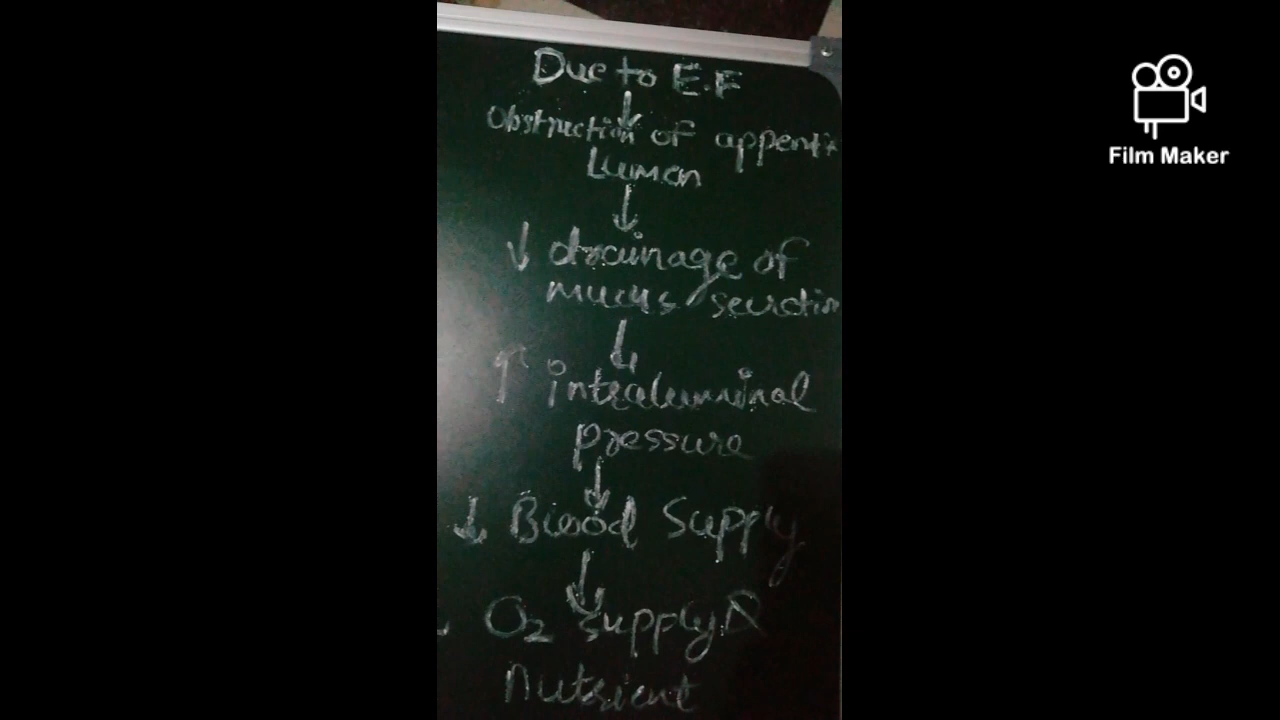 Due to E.F
↓
Obstruction of appendix
Lumen
↓
↓ drainage of
mucus secretion
↓
↑ intraluminal
pressure
↓
↓ Blood Supply
↓
O2 supply &
Nutrient
Film Maker